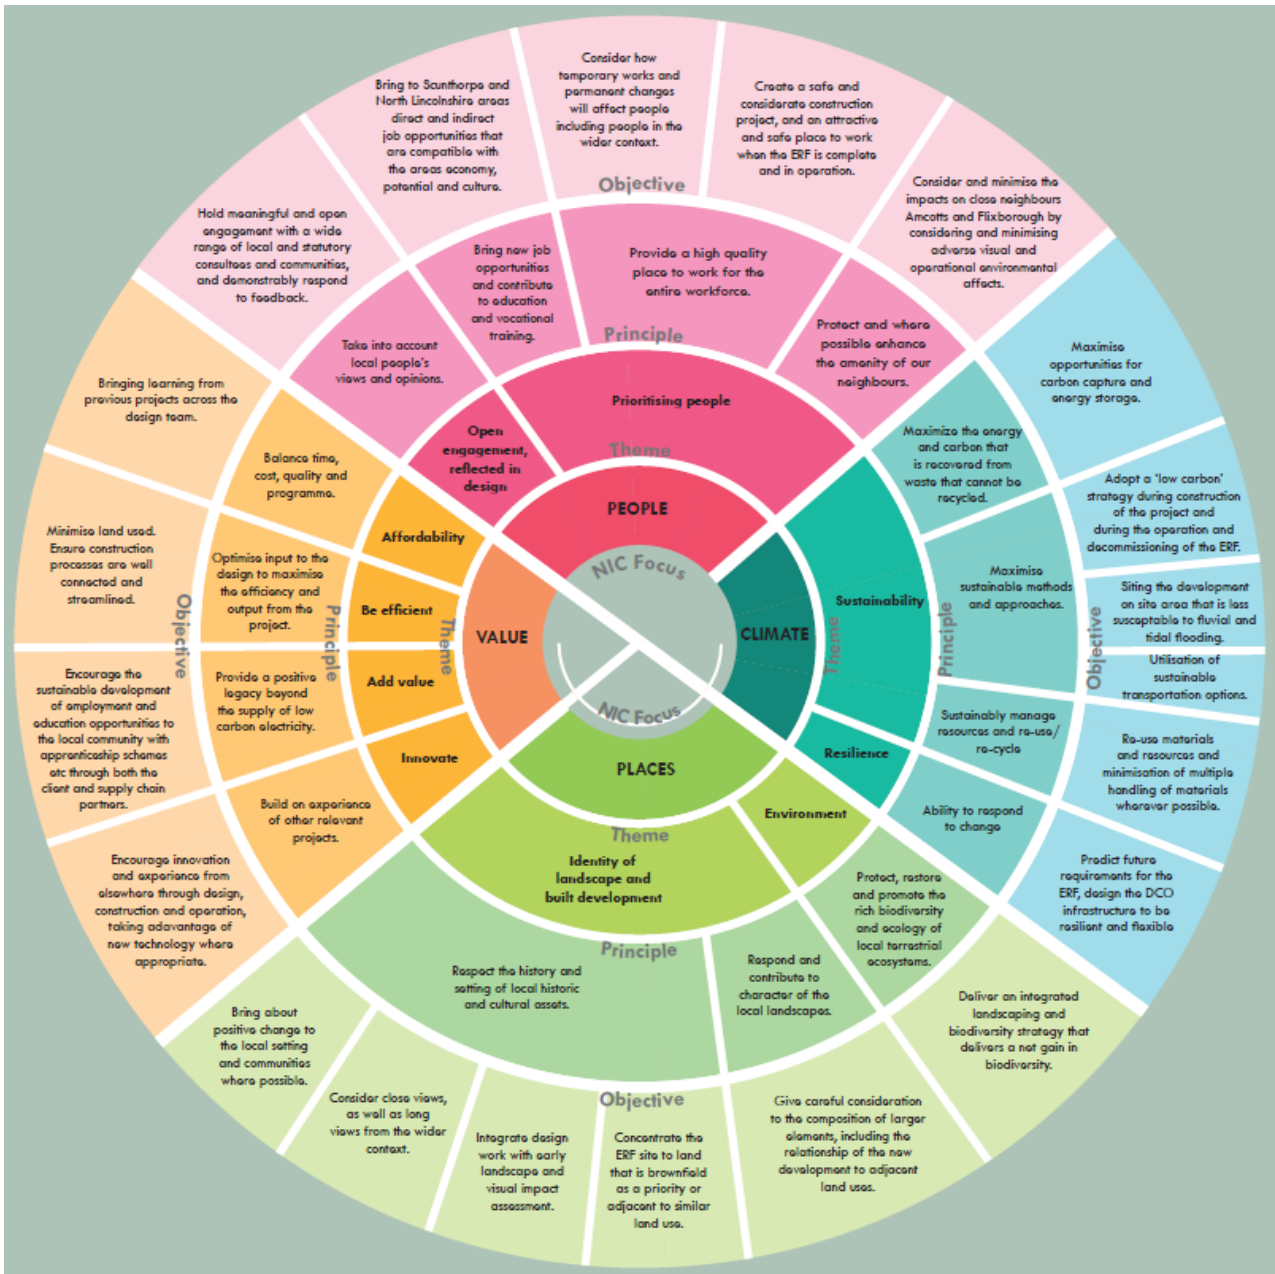 Consider how
temporary works and
permanent changes
will affect people
including people in the
wider context.
Bring to Scunthorpe and
North Lincolnshire areas
direct and indirect
job opportunities that
are compatible with
the areas economy,
potential and culture.
Create a safe and
considerate construction
project, and an attractive
and safe place to work
when the ERF is complete
and in operation.
Hold meaningful and open
engagement with a wide
range of local and statutory
consultees and communities,
and demonstrably respond
to feedback.
Consider and minimise the
impacts on close neighbours
Amcotts and Flixborough by
considering and minimising
adverse visual and
operational environmental
affects.
Objective
Bring new job
opportunities
and contribute
to education
and vocational
training.
Provide a high quality
place to work for the
entire workforce.
Take into account
local people's
views and opinions.
Protect and where
possible enhance
the amenity of our
neighbours.
Principle
Open
engagement,
reflected in
design
Prioritising people
Theme
PEOPLE
NIC Focus
Maximise
opportunities for
carbon capture and
energy storage.
Adopt a 'low carbon'
strategy during construction
of the project and
during the operation and
decommissioning of the ERF.
Siting the development
on site area that is less
susceptable to fluvial and
tidal flooding.
Utilisation of
sustainable
transportation options.
Re-use materials
and resources and
minimisation of multiple
handling of materials
wherever possible.
Predict future
requirements for the
ERF, design the DCO
infrastructure to be
resilient and flexible
Objective
Maximize the energy
and carbon that
is recovered from
waste that cannot be
recycled.
Maximise
sustainable methods
and approaches.
Sustainably manage
resources and re-use/
re-cycle
Ability to respond
to change
Principle
Sustainability
Resilience
Theme
CLIMATE
Bringing learning from
previous projects across the
design team.
Minimise land used.
Ensure construction
processes are well
connected and
streamlined.
Encourage the
sustainable development
of employment and
education opportunities to
the local community with
apprenticeship schemes
etc through both the
client and supply chain
partners.
Encourage innovation
and experience from
elsewhere through design,
construction and operation,
taking adavantage of
new technology where
appropriate.
Objective
Balance time,
cost, quality and
programme.
Optimise input to the
design to maximise
the efficiency and
output from the
project.
Provide a positive
legacy beyond
the supply of low
carbon electricity.
Build on experience
of other relevant
projects.
Principle
Affordability
Be efficient
Add value
Innovate
Theme
VALUE
NIC Focus
PLACES
Theme
Identity of
landscape and
built development
Environment
Principle
Respect the history and
setting of local historic
and cultural assets.
Respond and
contribute to
character of the
local landscapes.
Protect, restore
and promote the
rich biodiversity
and ecology of
local terrestrial
ecosystems.
Objective
Bring about
positive change to
the local setting
and communities
where possible.
Consider close views,
as well as long
views from the wider
context.
Integrate design
work with early
landscape and
visual impact
assessment.
Concentrate the
ERF site to land
that is brownfield
as a priority or
adjacent to similar
land use.
Give careful consideration
to the composition of larger
elements, including the
relationship of the new
development to adjacent
land uses.
Deliver an integrated
landscaping and
biodiversity strategy that
delivers a net gain in
biodiversity.